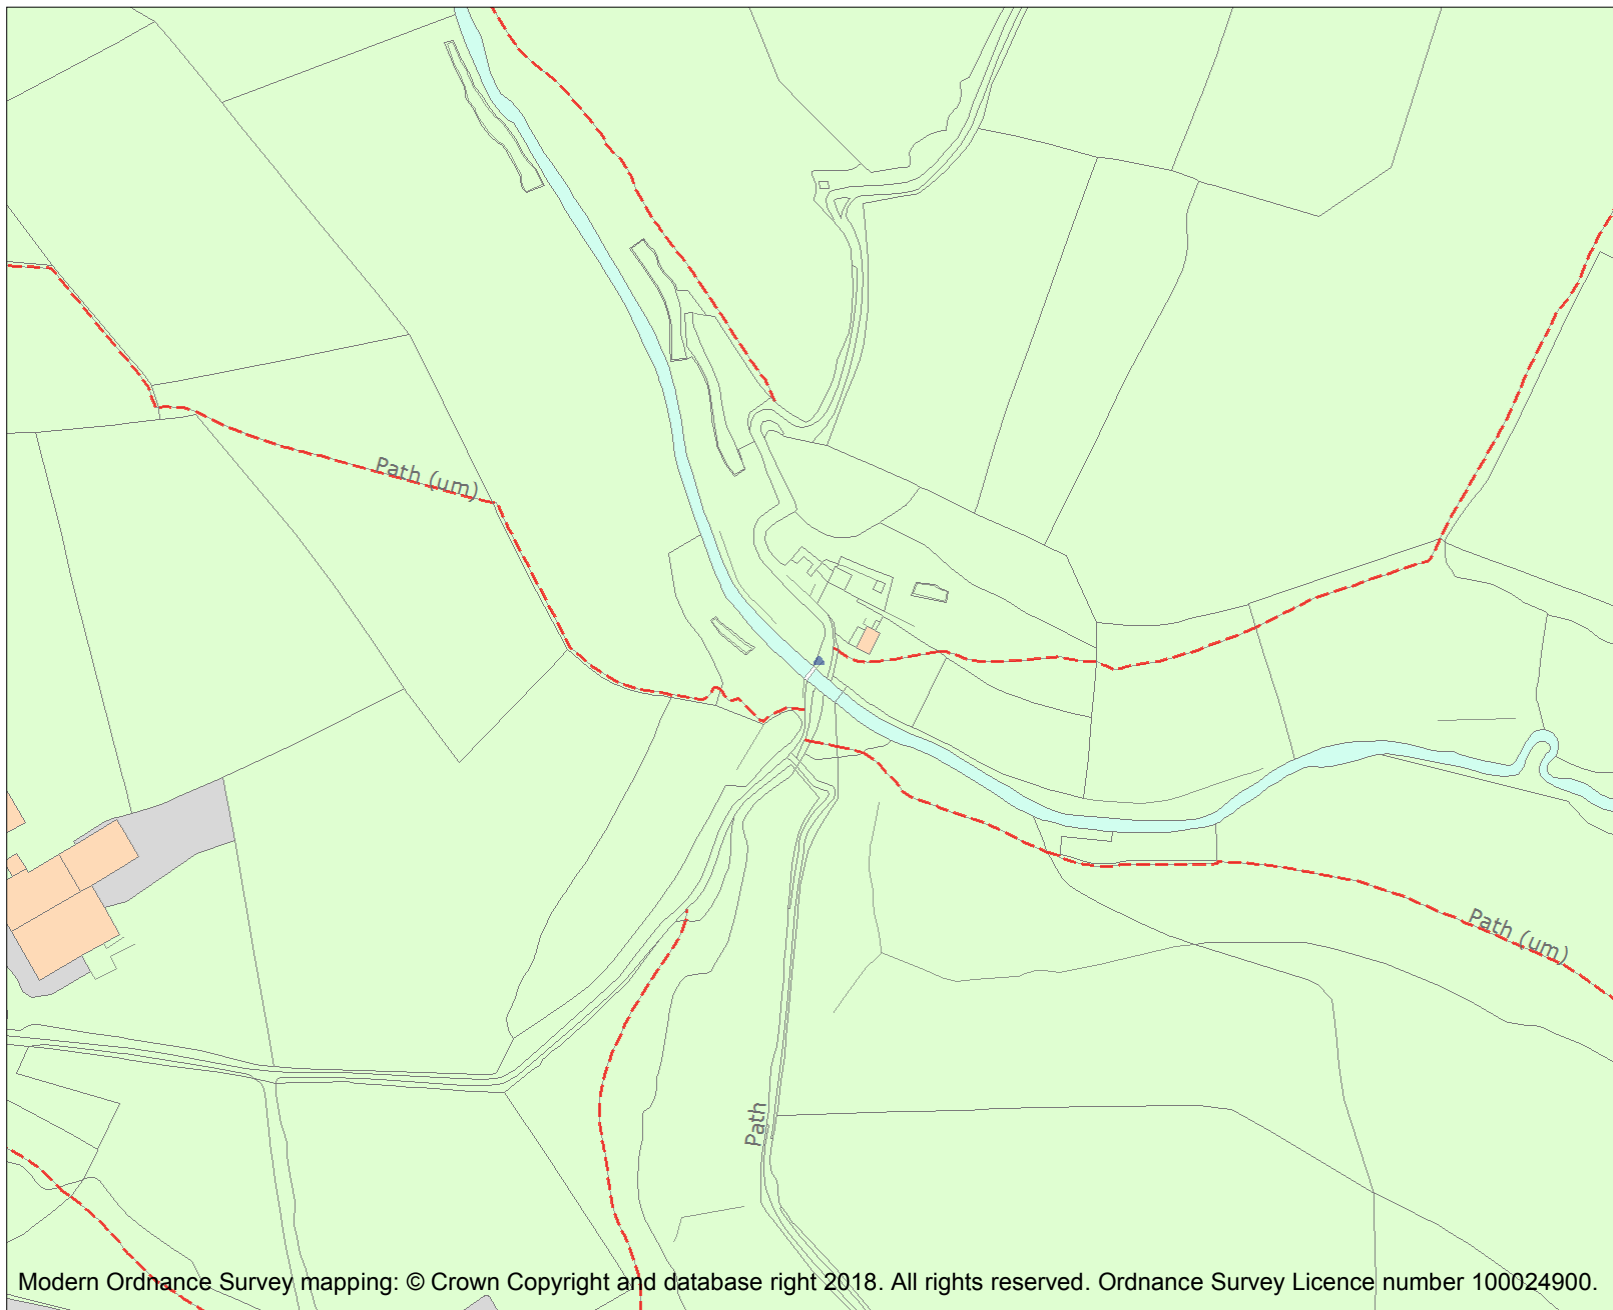 Path (um)
Path (um)
Path
Modern Ordnance Survey mapping: © Crown Copyright and database right 2018. All rights reserved. Ordnance Survey Licence number 100024900.